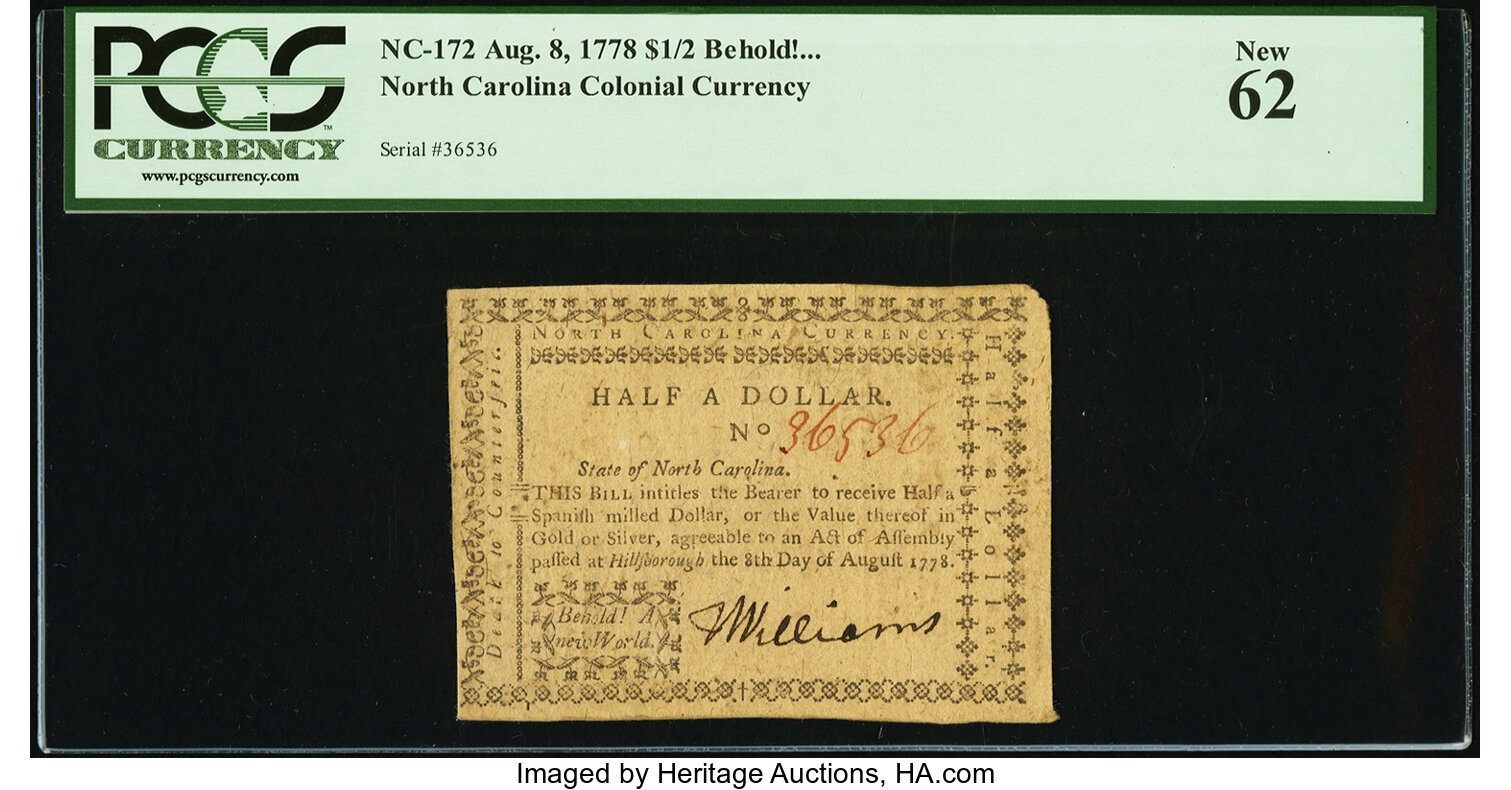 PCGS™
CURRENCY
www.pcgscurrency.com
NC-172 Aug. 8, 1778 $1/2 Behold!...
North Carolina Colonial Currency
Serial #36536
New
62
NORTH CAROLINA CURRENCY.
HALF A DOLLAR.
No 36536
State of North Carolina.
THIS BILL intitles the Bearer to receive Half a
Spaniſh milled Dollar, or the Value thereof in
Gold or Silver, agreeable to an Act of Aſſembly
paſſed at Hillſborough the 8th Day of Auguſt 1778.
Behold! A
new World.
JWilliams
Death to Counterfeit.
Half a Dollar.
Imaged by Heritage Auctions, HA.com